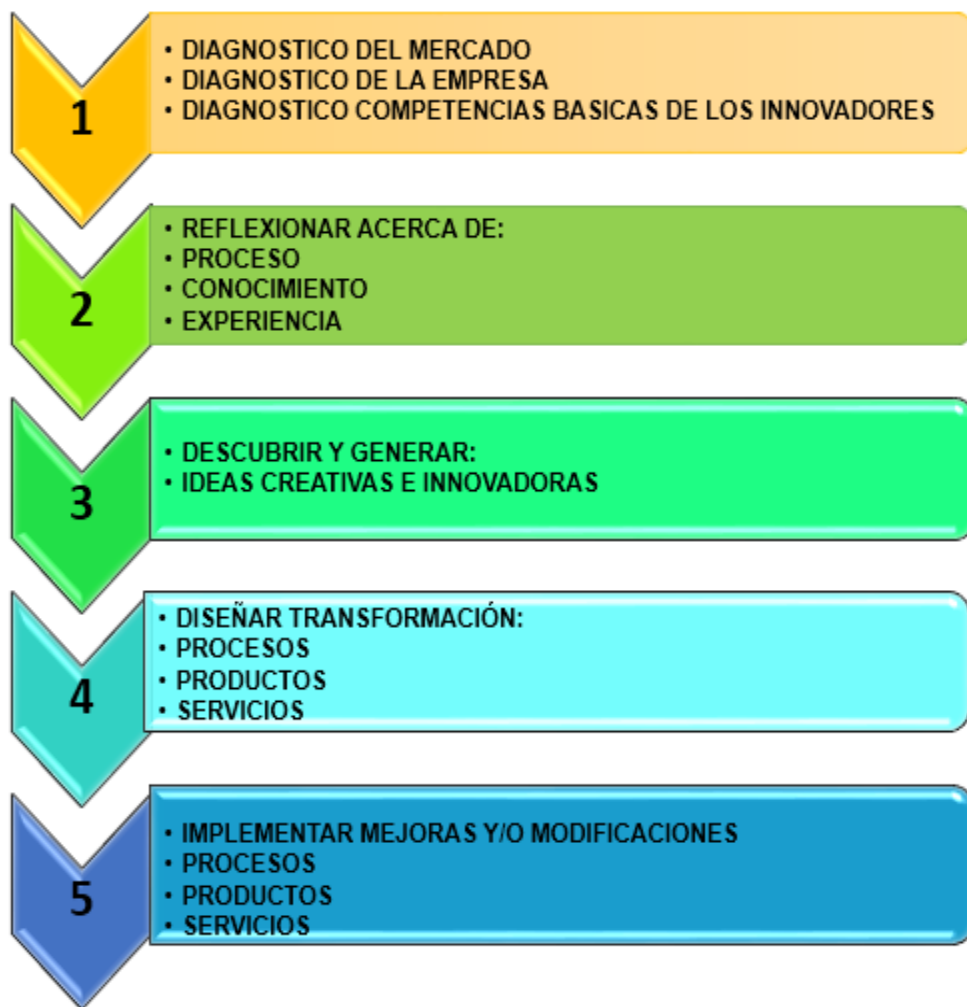 1
• DIAGNOSTICO DEL MERCADO
• DIAGNOSTICO DE LA EMPRESA
• DIAGNOSTICO COMPETENCIAS BASICAS DE LOS INNOVADORES
2
• REFLEXIONAR ACERCA DE:
• PROCESO
• CONOCIMIENTO
• EXPERIENCIA
3
• DESCUBRIR Y GENERAR:
• IDEAS CREATIVAS E INNOVADORAS
4
• DISEÑAR TRANSFORMACIÓN:
• PROCESOS
• PRODUCTOS
• SERVICIOS
5
• IMPLEMENTAR MEJORAS Y/O MODIFICACIONES
• PROCESOS
• PRODUCTOS
• SERVICIOS